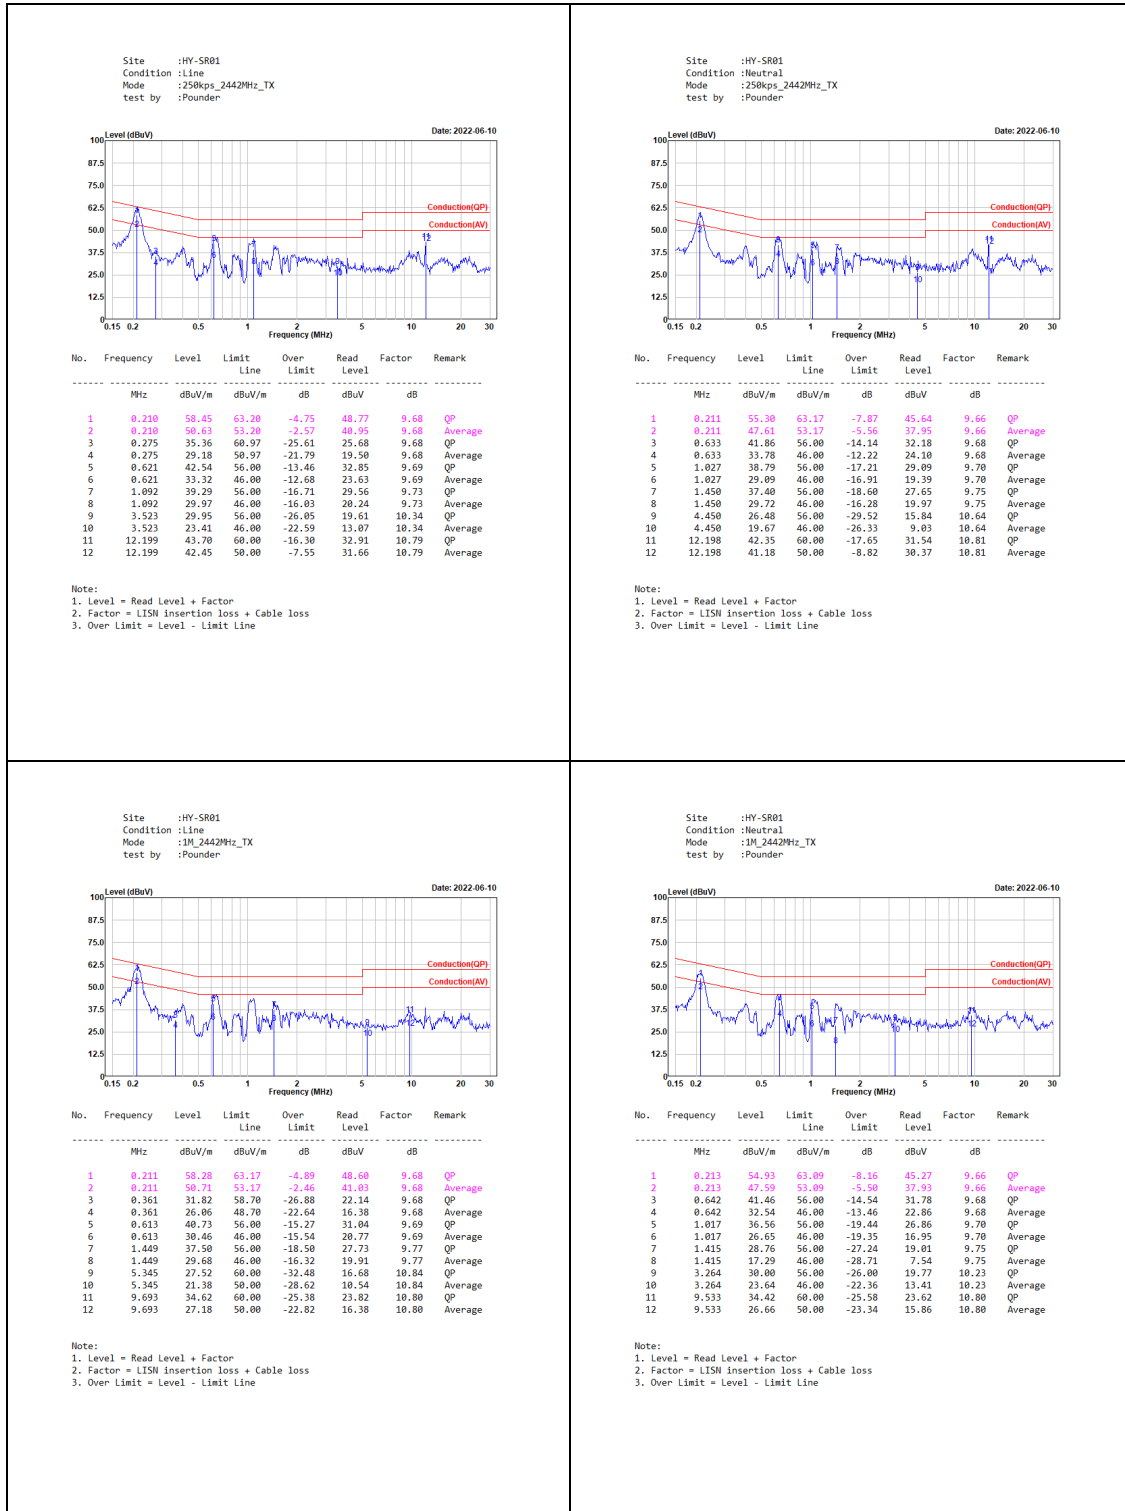 Site :HY-SR01
Condition :Line
Mode :250kps_2442MHz_TX
test by :Pounder
Level (dBuV) Date: 2022-06-10
100
87.5
75.0
62.5 Conduction(QP)
50.0 Conduction(AV)
37.5
25.0
12.5
0
0.15 0.2 0.5 1 2 5 10 20 30
Frequency (MHz)
No. Frequency Level Limit Over Read Factor Remark
Line Limit Level
MHz dBuV/m dBuV/m dB dBuV dB
1 0.210 58.45 63.20 -4.75 48.77 9.68 QP
2 0.210 50.63 53.20 -2.57 40.95 9.68 Average
3 0.275 35.36 60.97 -25.61 25.68 9.68 QP
4 0.275 29.18 50.97 -21.79 19.50 9.68 Average
5 0.621 42.54 56.00 -13.46 32.85 9.69 QP
6 0.621 33.32 46.00 -12.68 23.63 9.69 Average
7 1.092 39.29 56.00 -16.71 29.56 9.73 QP
8 1.092 29.97 46.00 -16.03 20.24 9.73 Average
9 3.523 29.95 56.00 -26.05 19.61 10.34 QP
10 3.523 23.41 46.00 -22.59 13.07 10.34 Average
11 12.199 43.70 60.00 -16.30 32.91 10.79 QP
12 12.199 42.45 50.00 -7.55 31.66 10.79 Average
Note:
1. Level = Read Level + Factor
2. Factor = LISN insertion loss + Cable loss
3. Over Limit = Level - Limit Line
Site :HY-SR01
Condition :Neutral
Mode :250kps_2442MHz_TX
test by :Pounder
Level (dBuV) Date: 2022-06-10
100
87.5
75.0
62.5 Conduction(QP)
50.0 Conduction(AV)
37.5
25.0
12.5
0
0.15 0.2 0.5 1 2 5 10 20 30
Frequency (MHz)
No. Frequency Level Limit Over Read Factor Remark
Line Limit Level
MHz dBuV/m dBuV/m dB dBuV dB
1 0.211 55.30 63.17 -7.87 45.64 9.66 QP
2 0.211 47.61 53.17 -5.56 37.95 9.66 Average
3 0.633 41.86 56.00 -14.14 32.18 9.68 QP
4 0.633 33.78 46.00 -12.22 24.10 9.68 Average
5 1.027 38.79 56.00 -17.21 29.09 9.70 QP
6 1.027 29.09 46.00 -16.91 19.39 9.70 Average
7 1.450 37.40 56.00 -18.60 27.65 9.75 QP
8 1.450 29.72 46.00 -16.28 19.97 9.75 Average
9 4.450 26.48 56.00 -29.52 15.84 10.64 QP
10 4.450 19.67 46.00 -26.33 9.03 10.64 Average
11 12.198 42.35 60.00 -17.65 31.54 10.81 QP
12 12.198 41.18 50.00 -8.82 30.37 10.81 Average
Note:
1. Level = Read Level + Factor
2. Factor = LISN insertion loss + Cable loss
3. Over Limit = Level - Limit Line
Site :HY-SR01
Condition :Line
Mode :1M_2442MHz_TX
test by :Pounder
Level (dBuV) Date: 2022-06-10
100
87.5
75.0
62.5 Conduction(QP)
50.0 Conduction(AV)
37.5
25.0
12.5
0
0.15 0.2 0.5 1 2 5 10 20 30
Frequency (MHz)
No. Frequency Level Limit Over Read Factor Remark
Line Limit Level
MHz dBuV/m dBuV/m dB dBuV dB
1 0.211 58.28 63.17 -4.89 48.60 9.68 QP
2 0.211 50.71 53.17 -2.46 41.03 9.68 Average
3 0.361 31.82 58.70 -26.88 22.14 9.68 QP
4 0.361 26.06 48.70 -22.64 16.38 9.68 Average
5 0.613 40.73 56.00 -15.27 31.04 9.69 QP
6 0.613 30.46 46.00 -15.54 20.77 9.69 Average
7 1.449 37.50 56.00 -18.50 27.73 9.77 QP
8 1.449 29.68 46.00 -16.32 19.91 9.77 Average
9 5.345 27.52 60.00 -32.48 16.68 10.84 QP
10 5.345 21.38 50.00 -28.62 10.54 10.84 Average
11 9.693 34.62 60.00 -25.38 23.82 10.80 QP
12 9.693 27.18 50.00 -22.82 16.38 10.80 Average
Note:
1. Level = Read Level + Factor
2. Factor = LISN insertion loss + Cable loss
3. Over Limit = Level - Limit Line
Site :HY-SR01
Condition :Neutral
Mode :1M_2442MHz_TX
test by :Pounder
Level (dBuV) Date: 2022-06-10
100
87.5
75.0
62.5 Conduction(QP)
50.0 Conduction(AV)
37.5
25.0
12.5
0
0.15 0.2 0.5 1 2 5 10 20 30
Frequency (MHz)
No. Frequency Level Limit Over Read Factor Remark
Line Limit Level
MHz dBuV/m dBuV/m dB dBuV dB
1 0.213 54.93 63.09 -8.16 45.27 9.66 QP
2 0.213 47.59 53.09 -5.50 37.93 9.66 Average
3 0.642 41.46 56.00 -14.54 31.78 9.68 QP
4 0.642 32.54 46.00 -13.46 22.86 9.68 Average
5 1.017 36.56 56.00 -19.44 26.86 9.70 QP
6 1.017 26.65 46.00 -19.35 16.95 9.70 Average
7 1.415 28.76 56.00 -27.24 19.01 9.75 QP
8 1.415 17.29 46.00 -28.71 7.54 9.75 Average
9 3.264 30.00 56.00 -26.00 19.77 10.23 QP
10 3.264 23.64 46.00 -22.36 13.41 10.23 Average
11 9.533 34.42 60.00 -25.58 23.62 10.80 QP
12 9.533 26.66 50.00 -23.34 15.86 10.80 Average
Note:
1. Level = Read Level + Factor
2. Factor = LISN insertion loss + Cable loss
3. Over Limit = Level - Limit Line